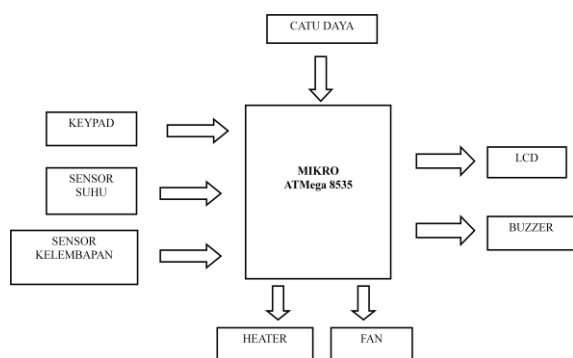 CATU DAYA
KEYPAD
SENSOR
SUHU
SENSOR
KELEMBAPAN
MIKRO
ATMega 8535
LCD
BUZZER
HEATER
FAN